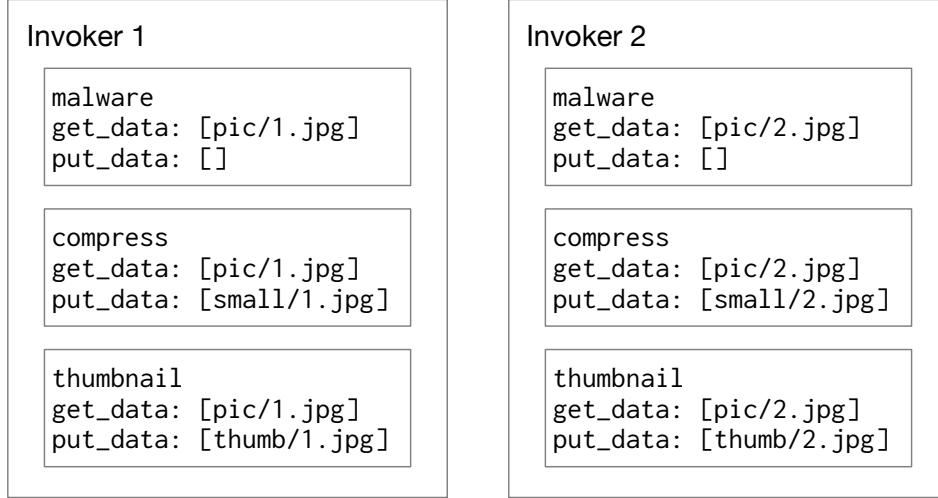 Invoker 1
malware
get_data: [pic/1.jpg]
put_data: []
compress
get_data: [pic/1.jpg]
put_data: [small/1.jpg]
thumbnail
get_data: [pic/1.jpg]
put_data: [thumb/1.jpg]
Invoker 2
malware
get_data: [pic/2.jpg]
put_data: []
compress
get_data: [pic/2.jpg]
put_data: [small/2.jpg]
thumbnail
get_data: [pic/2.jpg]
put_data: [thumb/2.jpg]